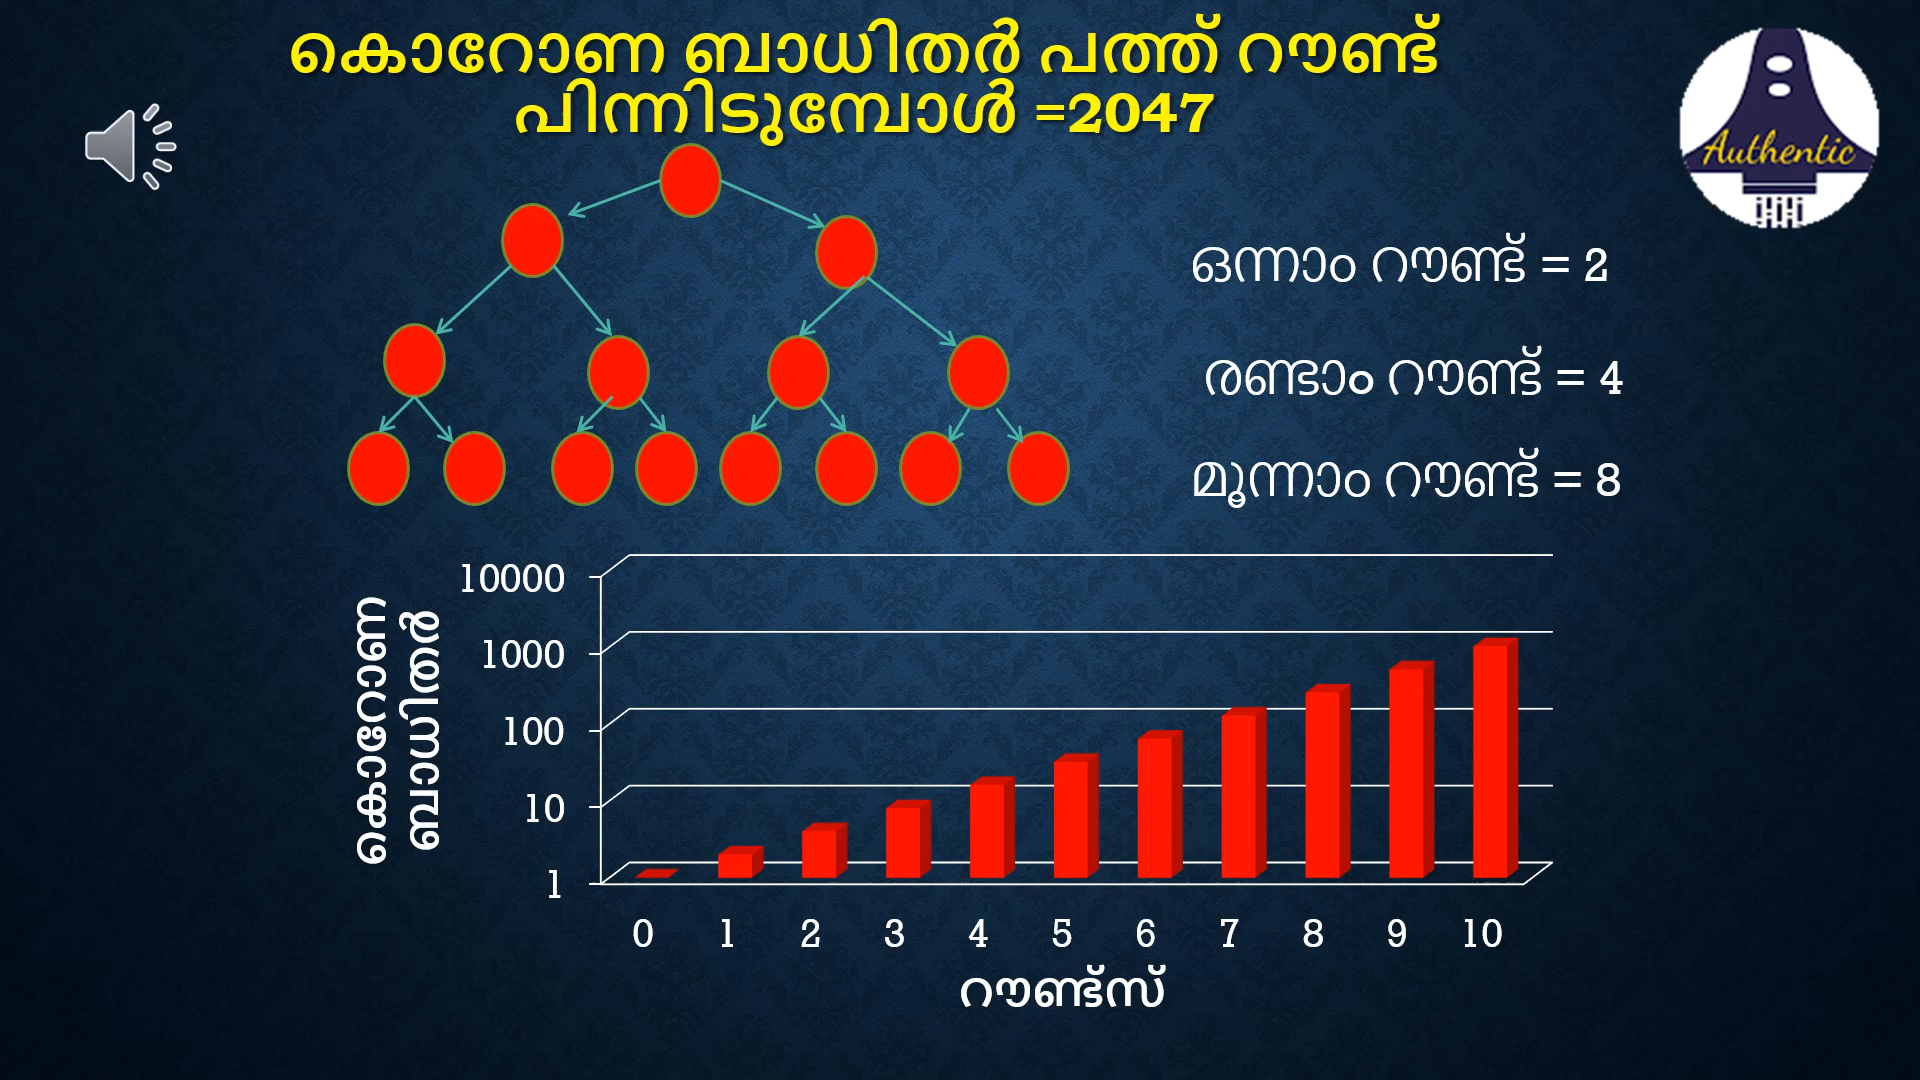 കൊറോണ ബാധിതർ പത്ത് റൗണ്ട്
പിന്നിടുമ്പോൾ =2047
Authentic
ഒന്നാം റൗണ്ട് = 2
രണ്ടാം റൗണ്ട് = 4
മൂന്നാം റൗണ്ട് = 8
കൊറോണ
ബാധിതർ
10000
1000
100
10
1
0 1 2 3 4 5 6 7 8 9 10
റൗണ്ട്സ്